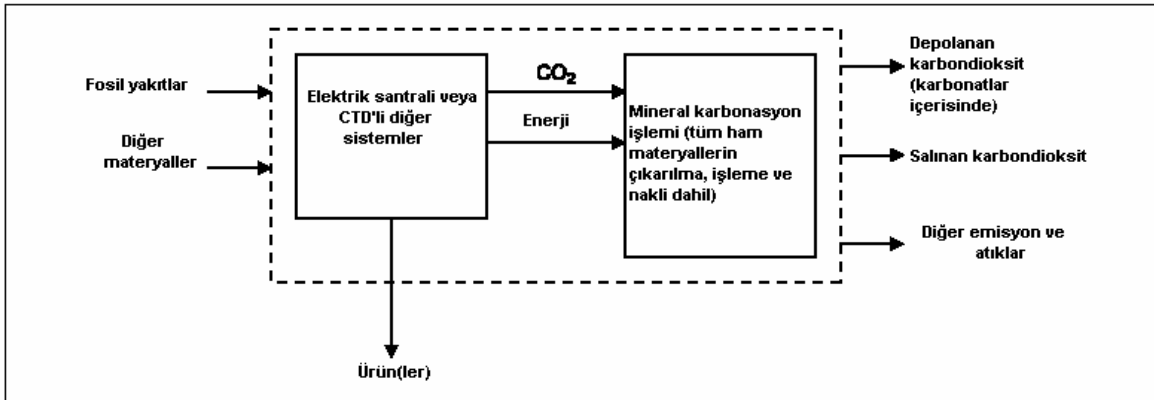 Fosil yakıtlar
Diğer
materyaller
Elektrik santrali veya
CTD'li diğer
sistemler
CO₂
Enerji
Mineral karbonasyon
işlemi (tüm ham
materyallerin
çıkarılma, işleme ve
nakli dahil)
Depolanan
karbondioksit
(karbonatlar
içerisinde)
Salınan karbondioksit
Diğer emisyon ve
atıklar
Ürün(ler)